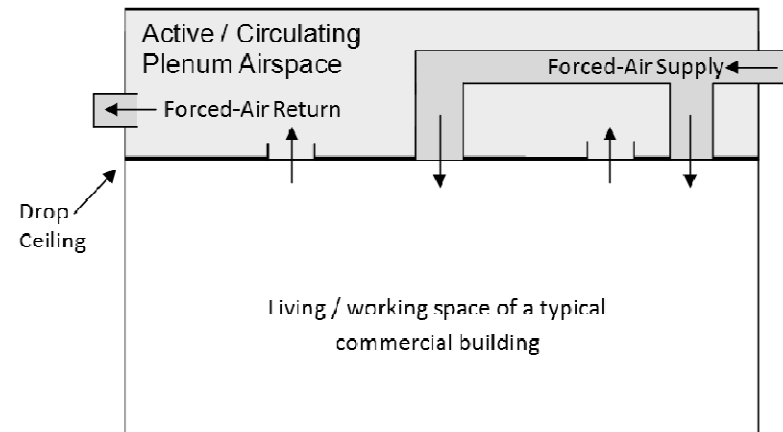 Active / Circulating
Plenum Airspace
Forced-Air Supply
Forced-Air Return
Drop
Ceiling
Living / working space of a typical
commercial building